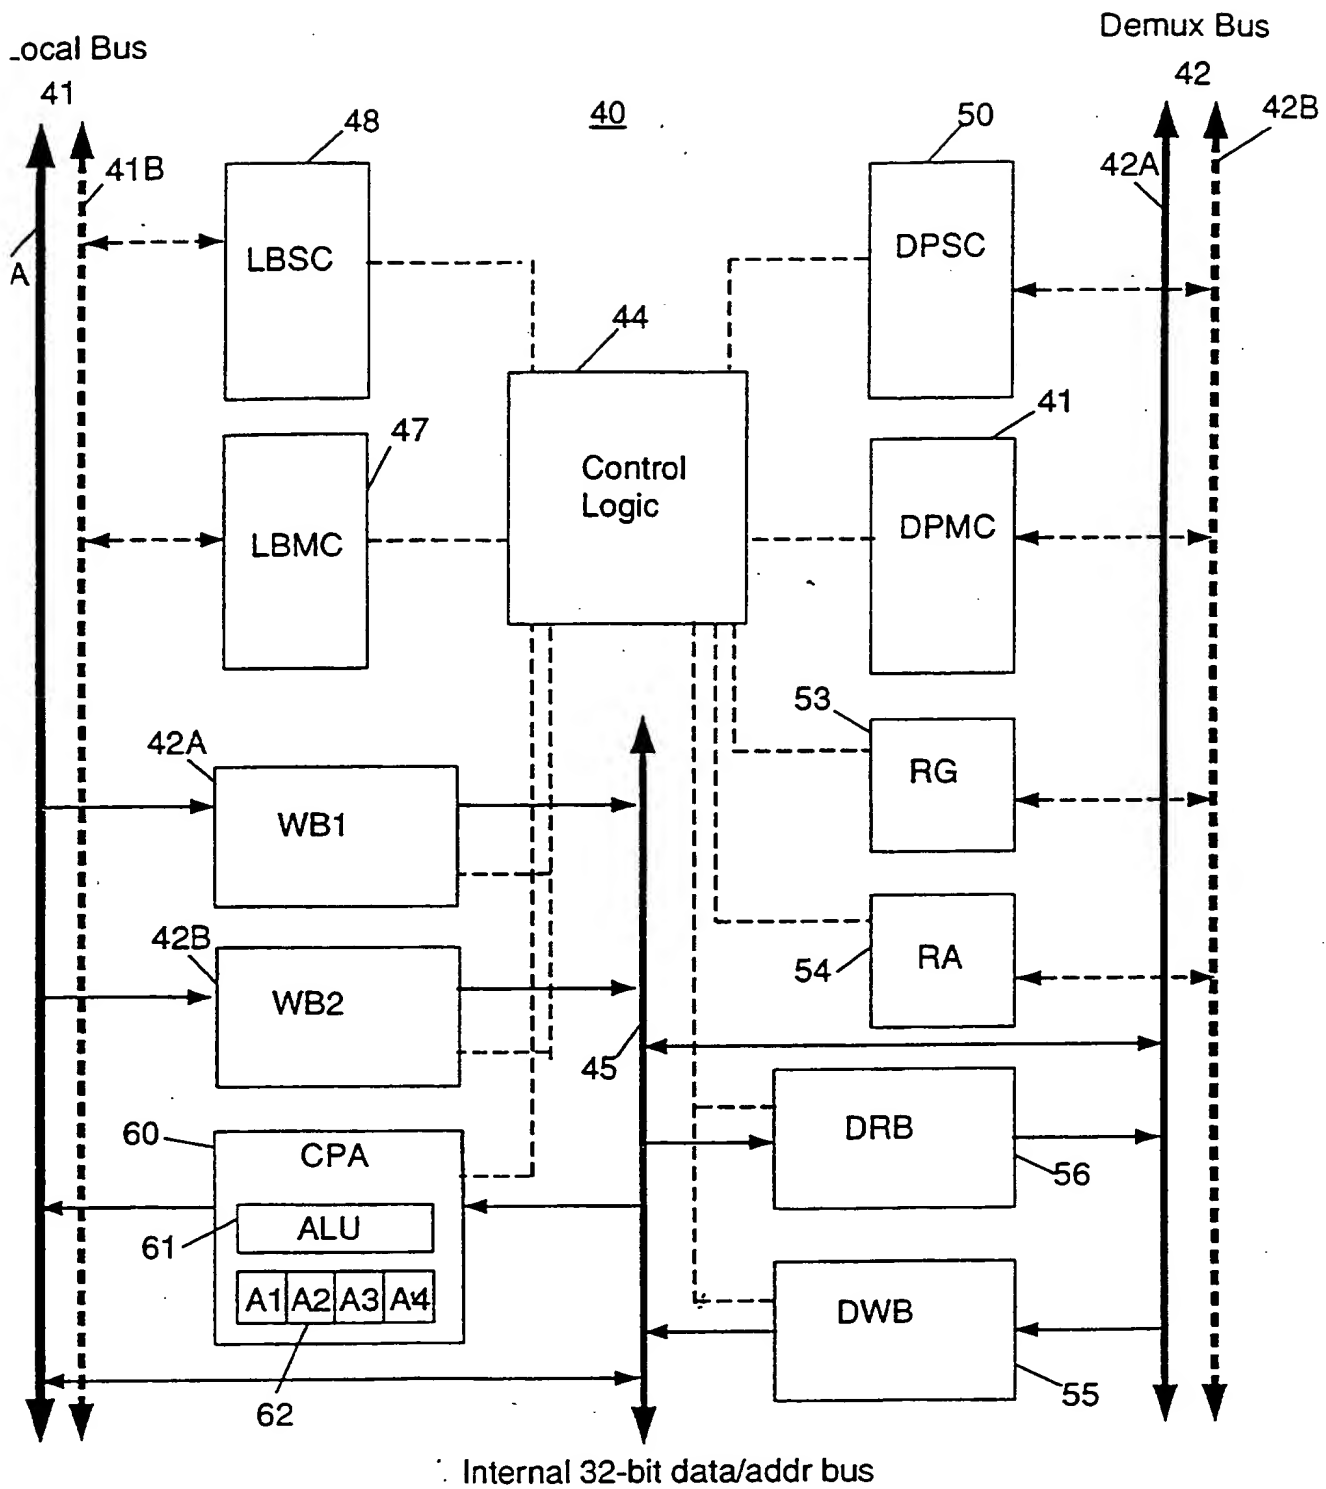 Local Bus
41
A
41B
48
LBSC
40
50
DPSC
Demux Bus
42
42A
42B
44
Control
Logic
47
LBMC
41
DPMC
53
RG
42A
WB1
54
RA
42B
WB2
45
60
CPA
61
ALU
A1 A2 A3 A4
62
DRB
56
DWB
55
Internal 32-bit data/addr bus